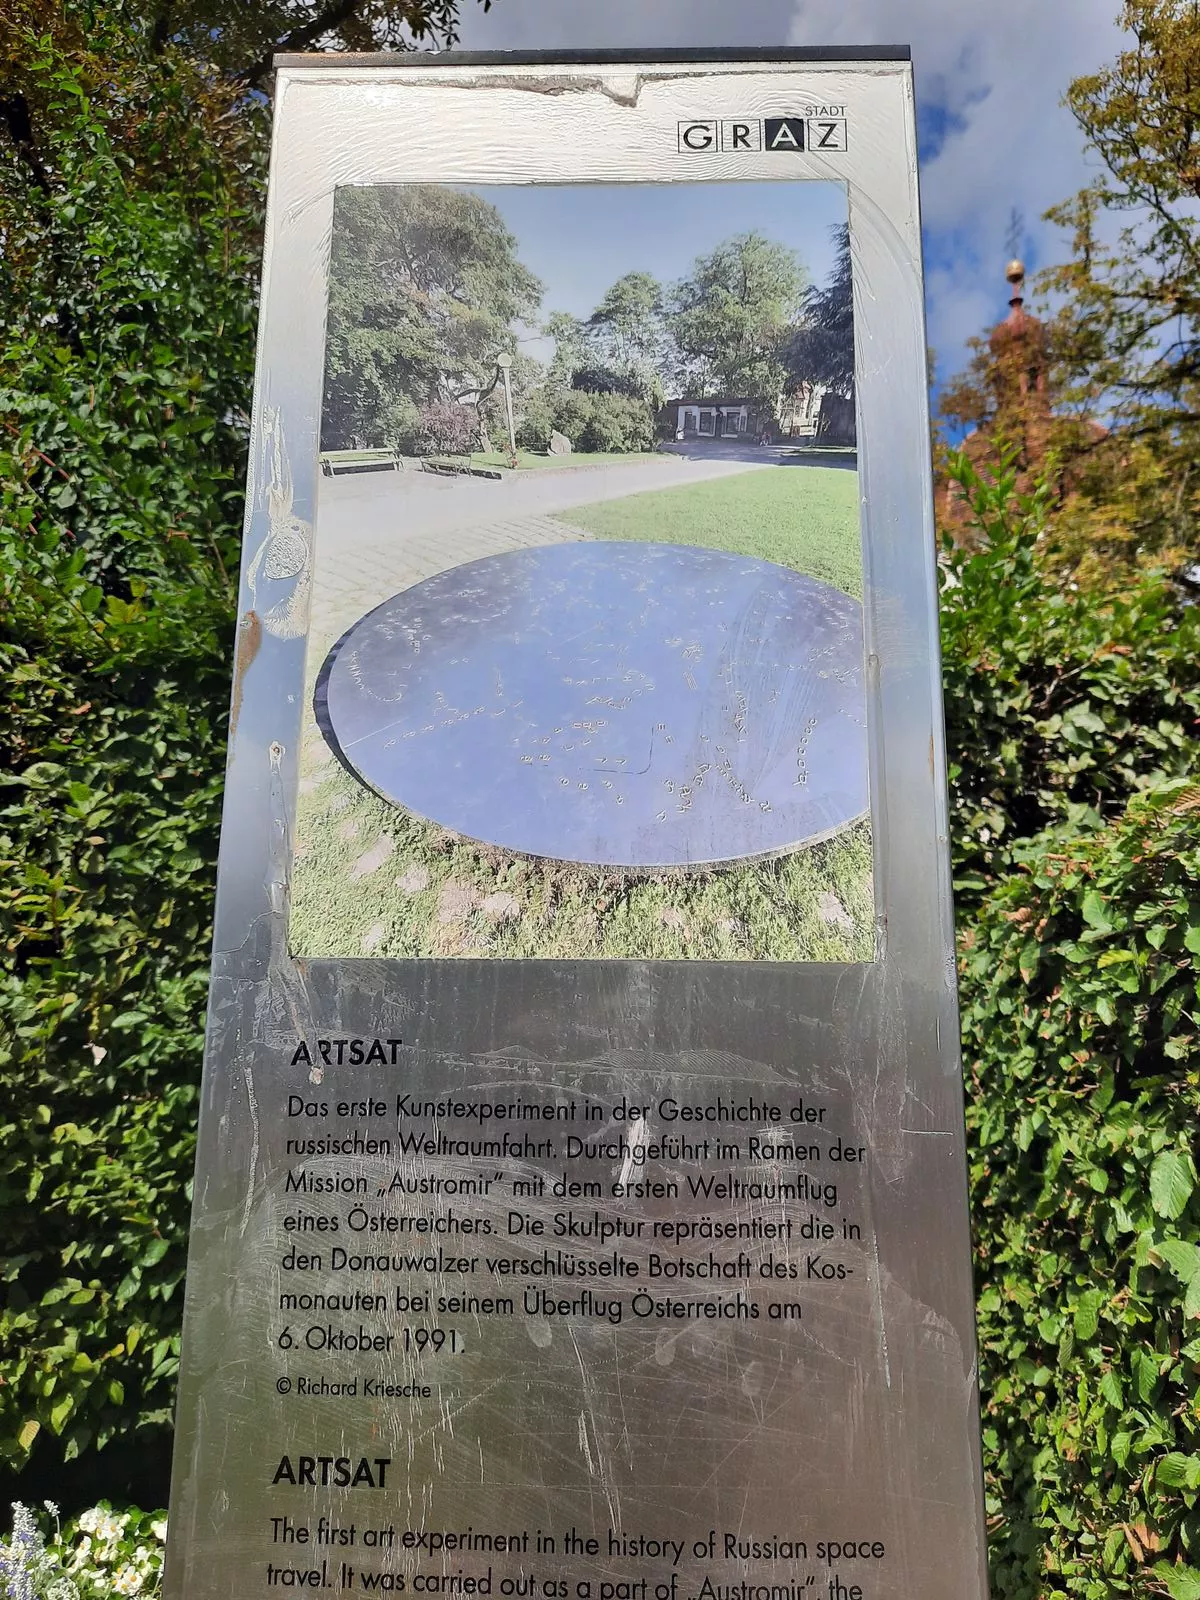 STADT
GRAZ
ARTSAT
Das erste Kunstexperiment in der Geschichte der
russischen Weltraumfahrt. Durchgeführt im Ramen der
Mission „Austromir“ mit dem ersten Weltraumflug
eines Österreichers. Die Skulptur repräsentiert die in
den Donauwalzer verschlüsselte Botschaft des Kos-
monauten bei seinem Überflug Österreichs am
6. Oktober 1991.
© Richard Kriesche
ARTSAT
The first art experiment in the history of Russian space
travel. It was carried out as a part of „Austromir“, the